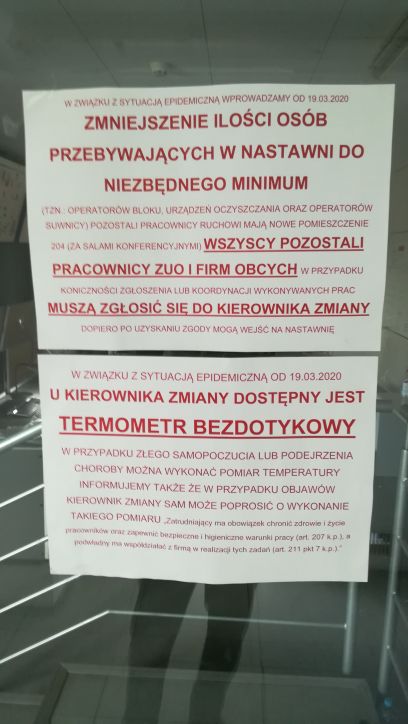 W ZWIĄZKU Z SYTUACJĄ EPIDEMICZNĄ WPROWADZAMY OD 19.03.2020
ZMNIEJSZENIE ILOŚCI OSÓB
PRZEBYWAJĄCYCH W NASTAWNI DO
NIEZBĘDNEGO MINIMUM
(TZN.: OPERATORÓW BLOKU, URZĄDZEŃ OCZYSZCZANIA ORAZ OPERATORÓW
SUWNICY) POZOSTALI PRACOWNICY RUCHOWI MAJĄ NOWE POMIESZCZENIE
204 (ZA SALAMI KONFERENCYJNYMI) WSZYSCY POZOSTALI
PRACOWNICY ZUO I FIRM OBCYCH W PRZYPADKU
KONICZNOŚCI ZGŁOSZENIA LUB KOORDYNACJI WYKONYWANYCH PRAC
MUSZĄ ZGŁOSIĆ SIĘ DO KIEROWNIKA ZMIANY
DOPIERO PO UZYSKANIU ZGODY MOGĄ WEJŚĆ NA NASTAWNIĘ
W ZWIĄZKU Z SYTUACJĄ EPIDEMICZNĄ OD 19.03.2020
U KIEROWNIKA ZMIANY DOSTĘPNY JEST
TERMOMETR BEZDOTYKOWY
W PRZYPADKU ZŁEGO SAMOPOCZUCIA LUB PODEJRZENIA
CHOROBY MOŻNA WYKONAĆ POMIAR TEMPERATURY
INFORMUJEMY TAKŻE ŻE W PRZYPADKU OBJAWÓW
KIEROWNIK ZMIANY SAM MOŻE POPROSIĆ O WYKONANIE
TAKIEGO POMIARU „Zatrudniający ma obowiązek chronić zdrowie i życie
pracowników oraz zapewnić bezpieczne i higieniczne warunki pracy (art. 207 k.p.), a
podwładny ma współdziałać z firmą w realizacji tych zadań (art. 211 pkt 7 k.p.)."